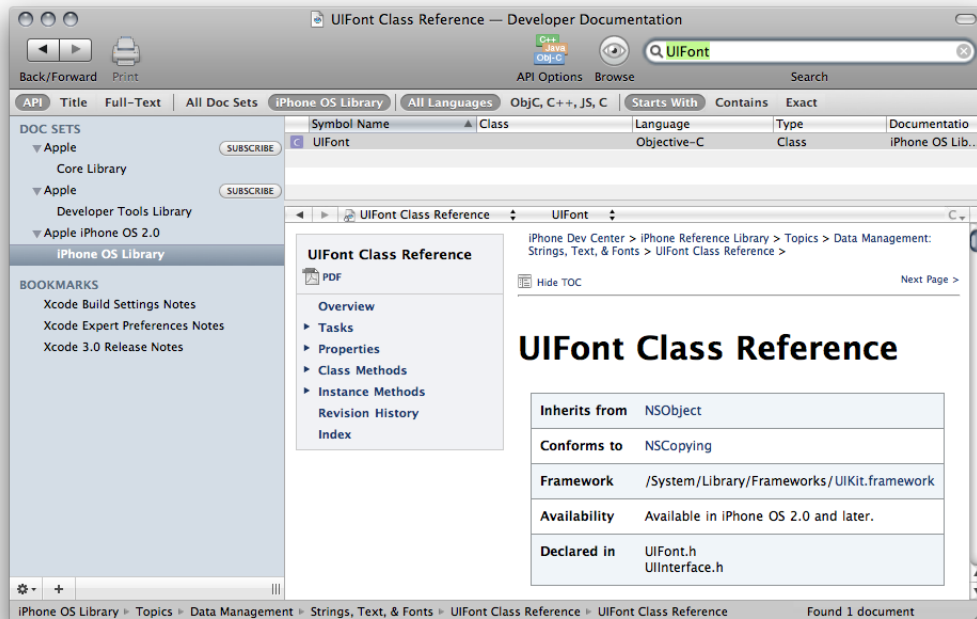 UIFont Class Reference — Developer Documentation
C++
Java
Obj-C
UIFont
Back/Forward Print API Options Browse Search
API Title Full-Text All Doc Sets iPhone OS Library All Languages ObjC, C++, JS, C Starts With Contains Exact
DOC SETS
Apple SUBSCRIBE
Core Library
Apple SUBSCRIBE
Developer Tools Library
Apple iPhone OS 2.0
iPhone OS Library
BOOKMARKS
Xcode Build Settings Notes
Xcode Expert Preferences Notes
Xcode 3.0 Release Notes
Symbol Name Class Language Type Documentatio
C UIFont Objective-C Class iPhone OS Lib...
UIFont Class Reference UIFont C
UIFont Class Reference
PDF
Overview
Tasks
Properties
Class Methods
Instance Methods
Revision History
Index
iPhone Dev Center > iPhone Reference Library > Topics > Data Management:
Strings, Text, & Fonts > UIFont Class Reference >
Hide TOC Next Page >
UIFont Class Reference
Inherits from NSObject
Conforms to NSCopying
Framework /System/Library/Frameworks/UIKit.framework
Availability Available in iPhone OS 2.0 and later.
Declared in UIFont.h
UIInterface.h
iPhone OS Library Topics Data Management Strings, Text, & Fonts UIFont Class Reference UIFont Class Reference Found 1 document